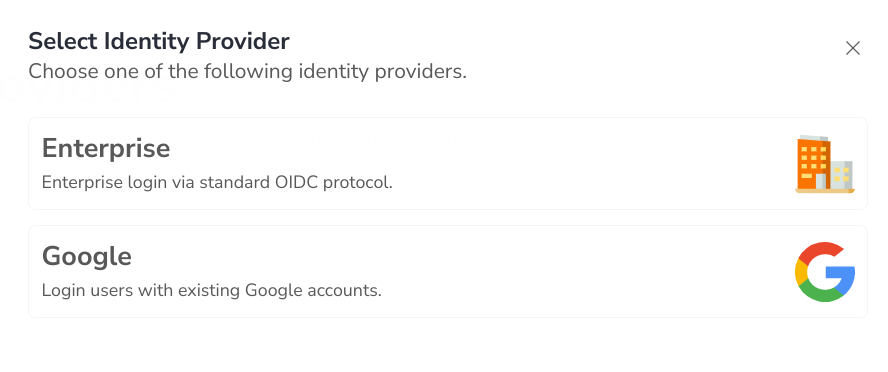 Select Identity Provider
Choose one of the following identity providers.
Enterprise
Enterprise login via standard OIDC protocol.
Google
Login users with existing Google accounts.